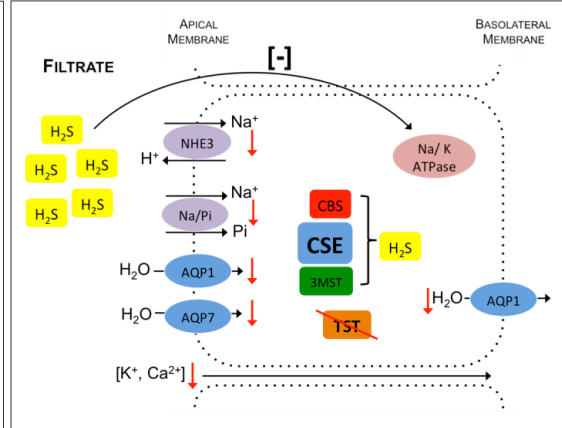 APICAL
MEMBRANE
BASOLATERAL
MEMBRANE
FILTRATE
[-]
H₂S
H₂S
H₂S
H₂S
H₂S
Na⁺
NHE3
H⁺
Na/ K
ATPase
Na⁺
Na/Pi
Pi
CBS
CSE
H₂S
3MST
H₂O
AQP1
H₂O
AQP1
H₂O
AQP7
TST
[K⁺, Ca²⁺]